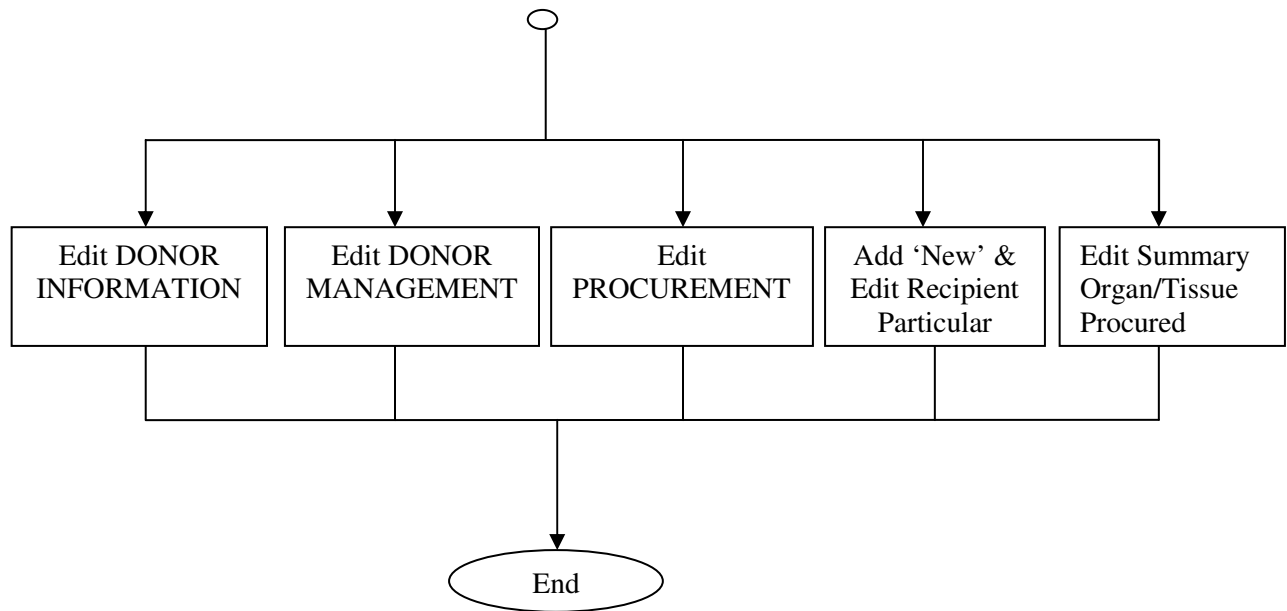 Edit DONOR
INFORMATION
Edit DONOR
MANAGEMENT
Edit
PROCUREMENT
Add ‘New’ &
Edit Recipient
Particular
Edit Summary
Organ/Tissue
Procured
End